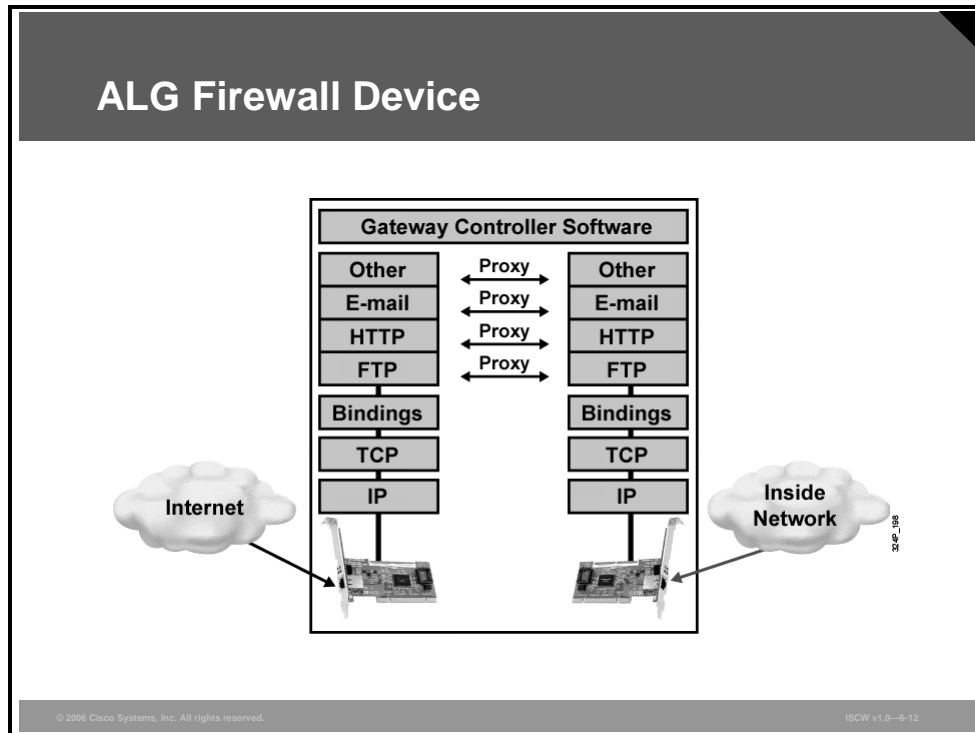 ALG Firewall Device
Gateway Controller Software
Other
Proxy
Other
E-mail
Proxy
E-mail
HTTP
Proxy
HTTP
FTP
Proxy
FTP
Bindings
Bindings
TCP
TCP
Internet
IP
IP
Inside
Network
324P_198
© 2006 Cisco Systems, Inc. All rights reserved.
ISCW v1.0—6-12